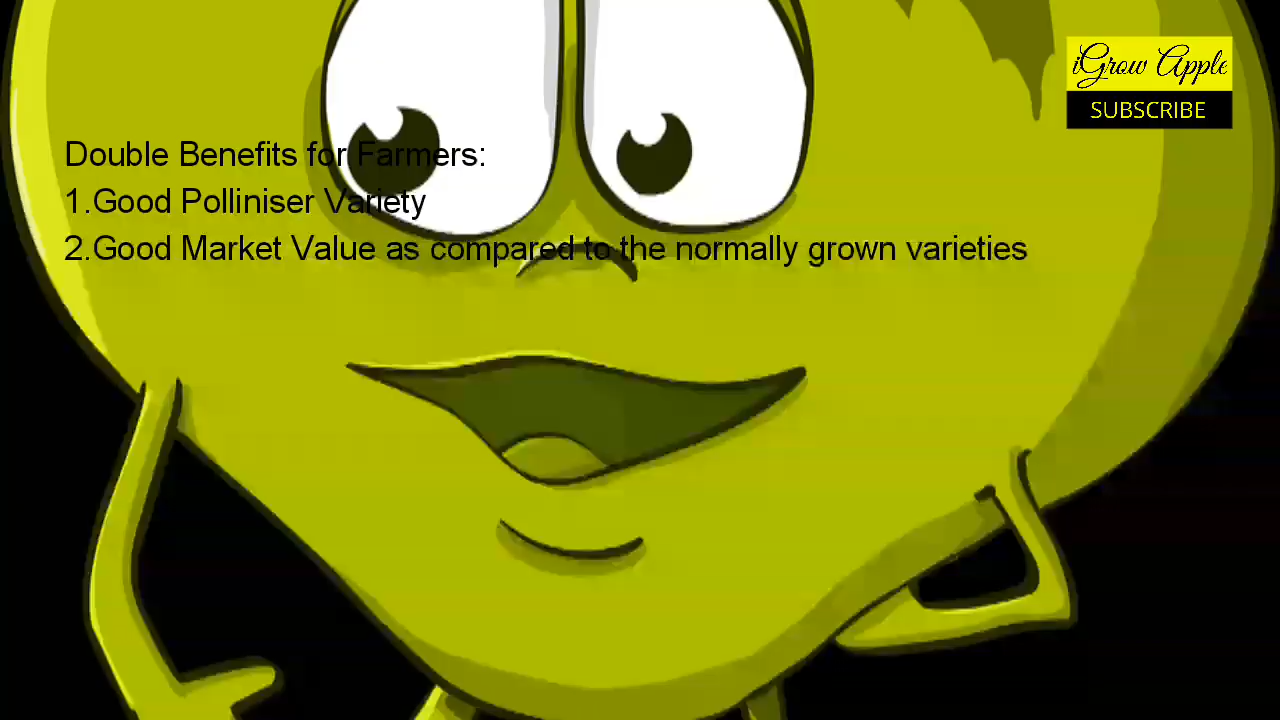 iGrow Apple
SUBSCRIBE
Double Benefits for Farmers:
1.Good Polliniser Variety
2.Good Market Value as compared to the normally grown varieties